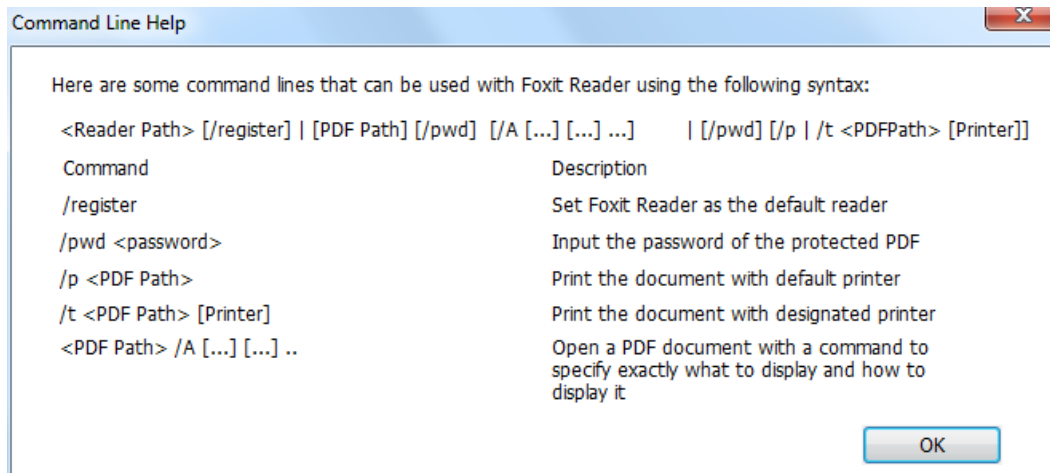 Command Line Help
Here are some command lines that can be used with Foxit Reader using the following syntax:
<Reader Path> [/register] | [PDF Path] [/pwd] [/A [...] [...] ...] | [/pwd] [/p | /t <PDFPath> [Printer]]
Command Description
/register Set Foxit Reader as the default reader
/pwd <password> Input the password of the protected PDF
/p <PDF Path> Print the document with default printer
/t <PDF Path> [Printer] Print the document with designated printer
<PDF Path> /A [...] [...] .. Open a PDF document with a command to
specify exactly what to display and how to
display it
OK